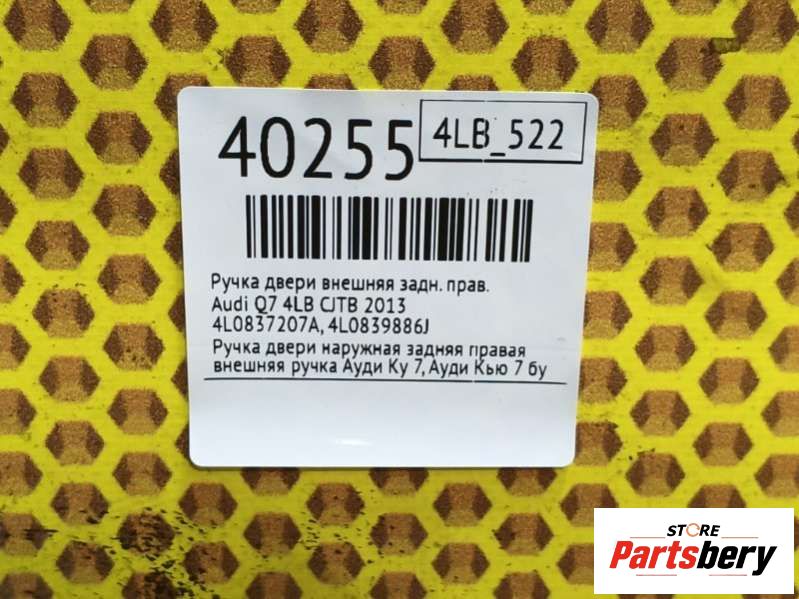 40255
4LB_522
Ручка двери внешняя задн. прав.
Audi Q7 4LB CJTB 2013
4L0837207A, 4L0839886J
Ручка двери наружная задняя правая
внешняя ручка Ауди Ку 7, Ауди Кью 7 бу
STORE
Partsbery